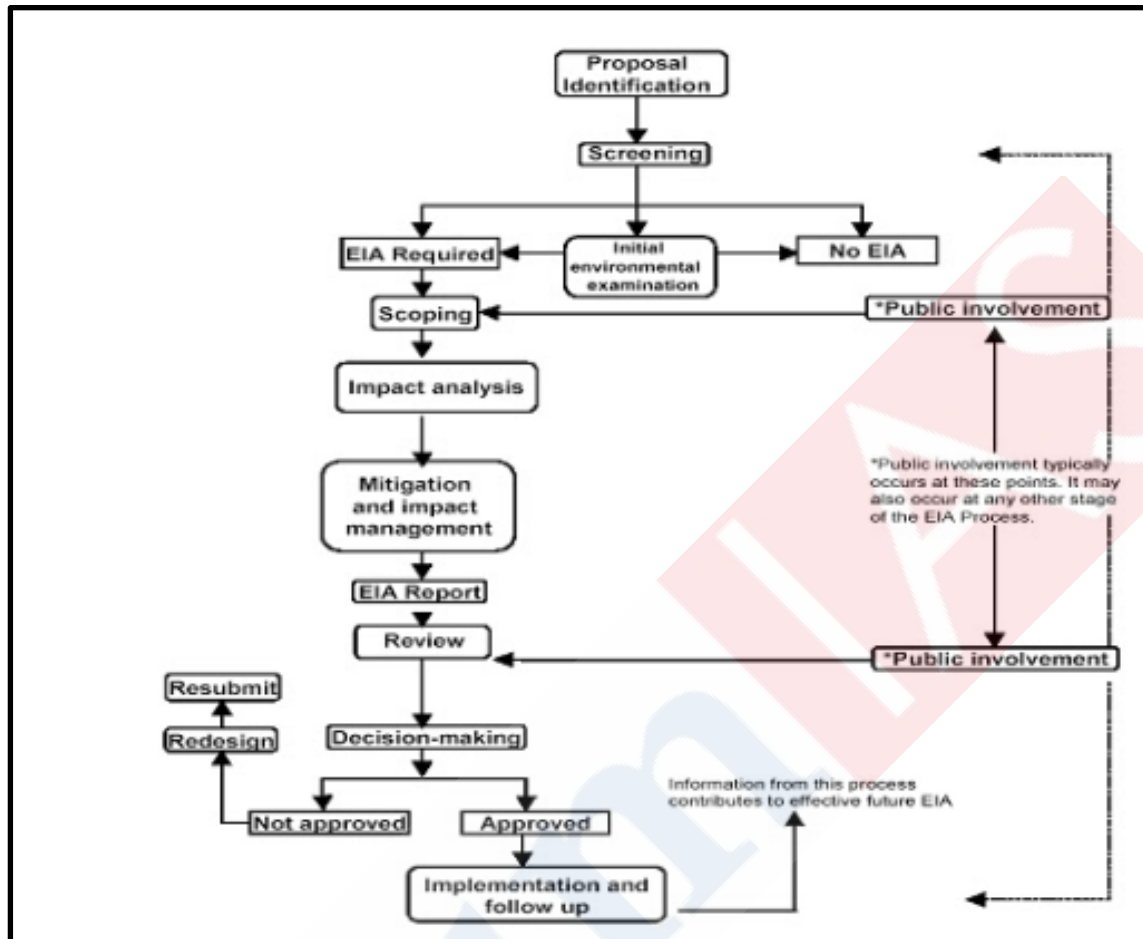 Proposal
Identification
Screening
EIA Required
Initial
environmental
examination
No EIA
Scoping
*Public involvement
Impact analysis
*Public involvement typically
occurs at these points. It may
also occur at any other stage
of the EIA Process.
Mitigation
and impact
management
EIA Report
Review
*Public involvement
Resubmit
Redesign
Decision-making
Information from this process
contributes to effective future EIA
Not approved
Approved
Implementation and
follow up